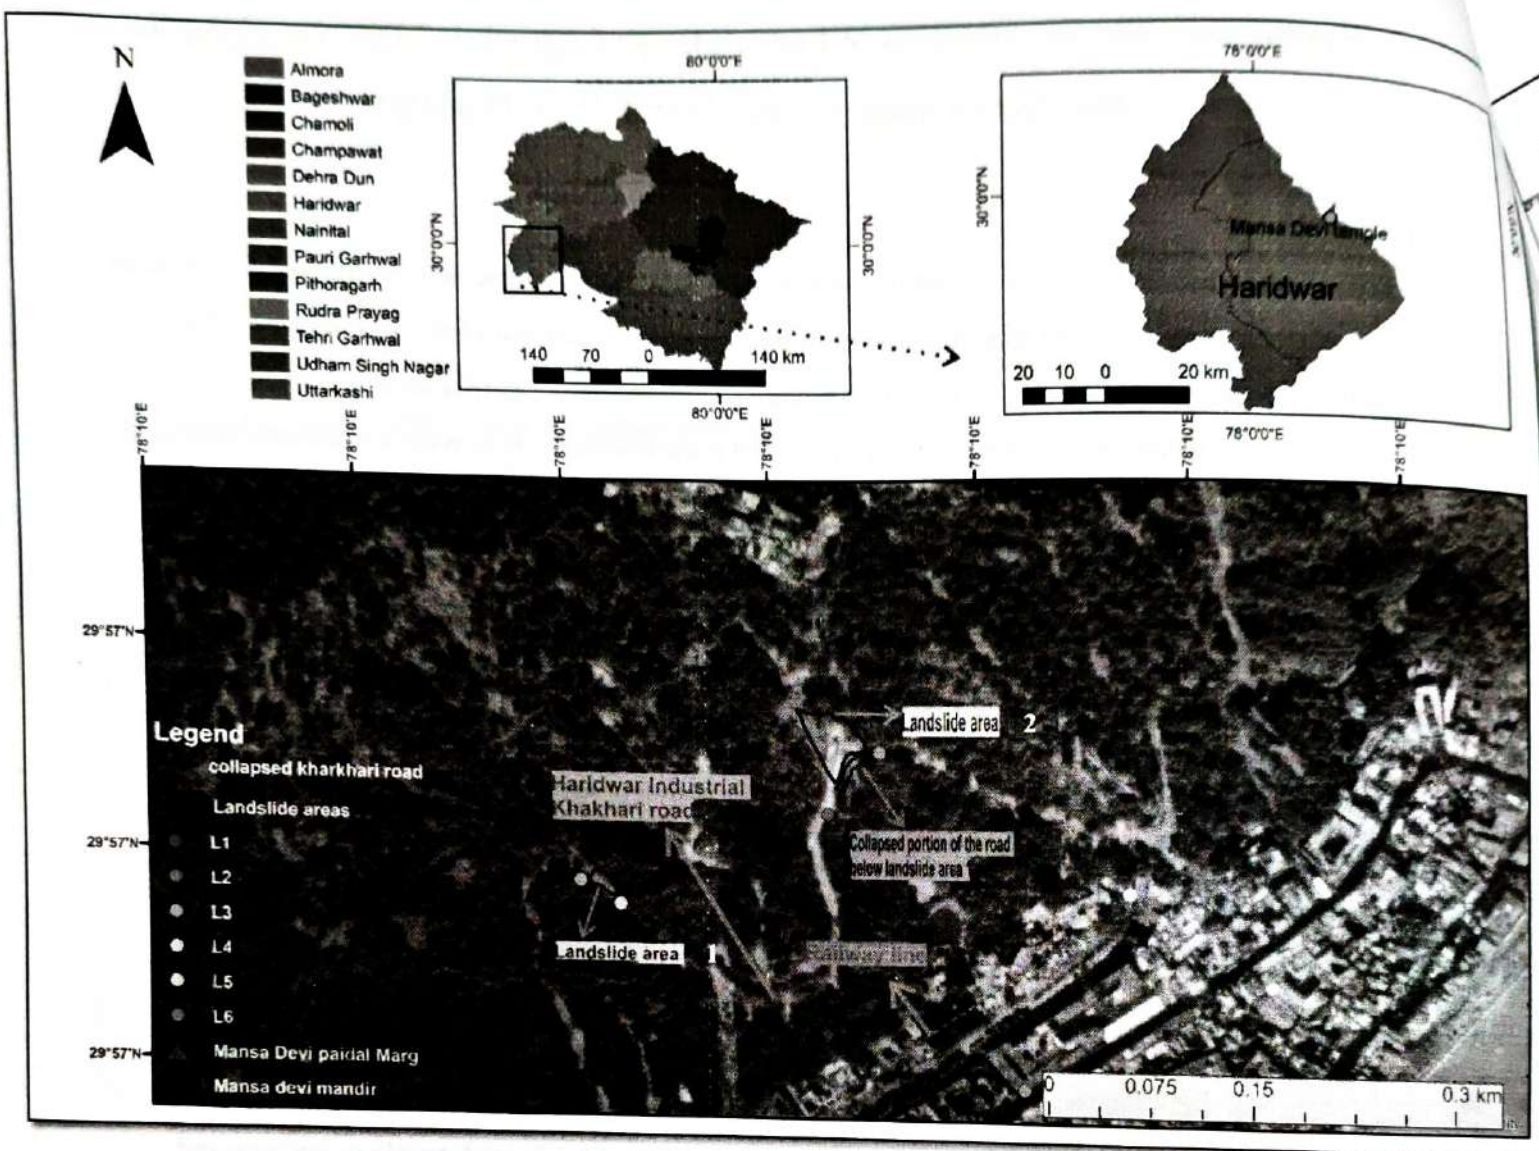 N
Almora
Bageshwar
Chamoli
Champawat
Dehra Dun
Haridwar
Nainital
Pauri Garhwal
Pithoragarh
Rudra Prayag
Tehri Garhwal
Udham Singh Nagar
Uttarkashi
80°0'0"E
30°0'0"N
30°0'0"N
140 70 0 140 km
80°0'0"E
78°0'0"E
30°0'0"N
Mansa Devi temple
Haridwar
20 10 0 20 km
78°0'0"E
78°10'E
78°10'E
78°10'E
78°10'E
78°10'E
78°10'E
78°10'E
29°57'N
29°57'N
29°57'N
Landslide area 2
Haridwar Industrial
Khakhari road
Collapsed portion of the road
below landslide area
Landslide area 1
Railway line
Legend
collapsed kharkhari road
Landslide areas
L1
L2
L3
L4
L5
L6
Mansa Devi paidal Marg
Mansa devi mandir
0 0.075 0.15 0.3 km